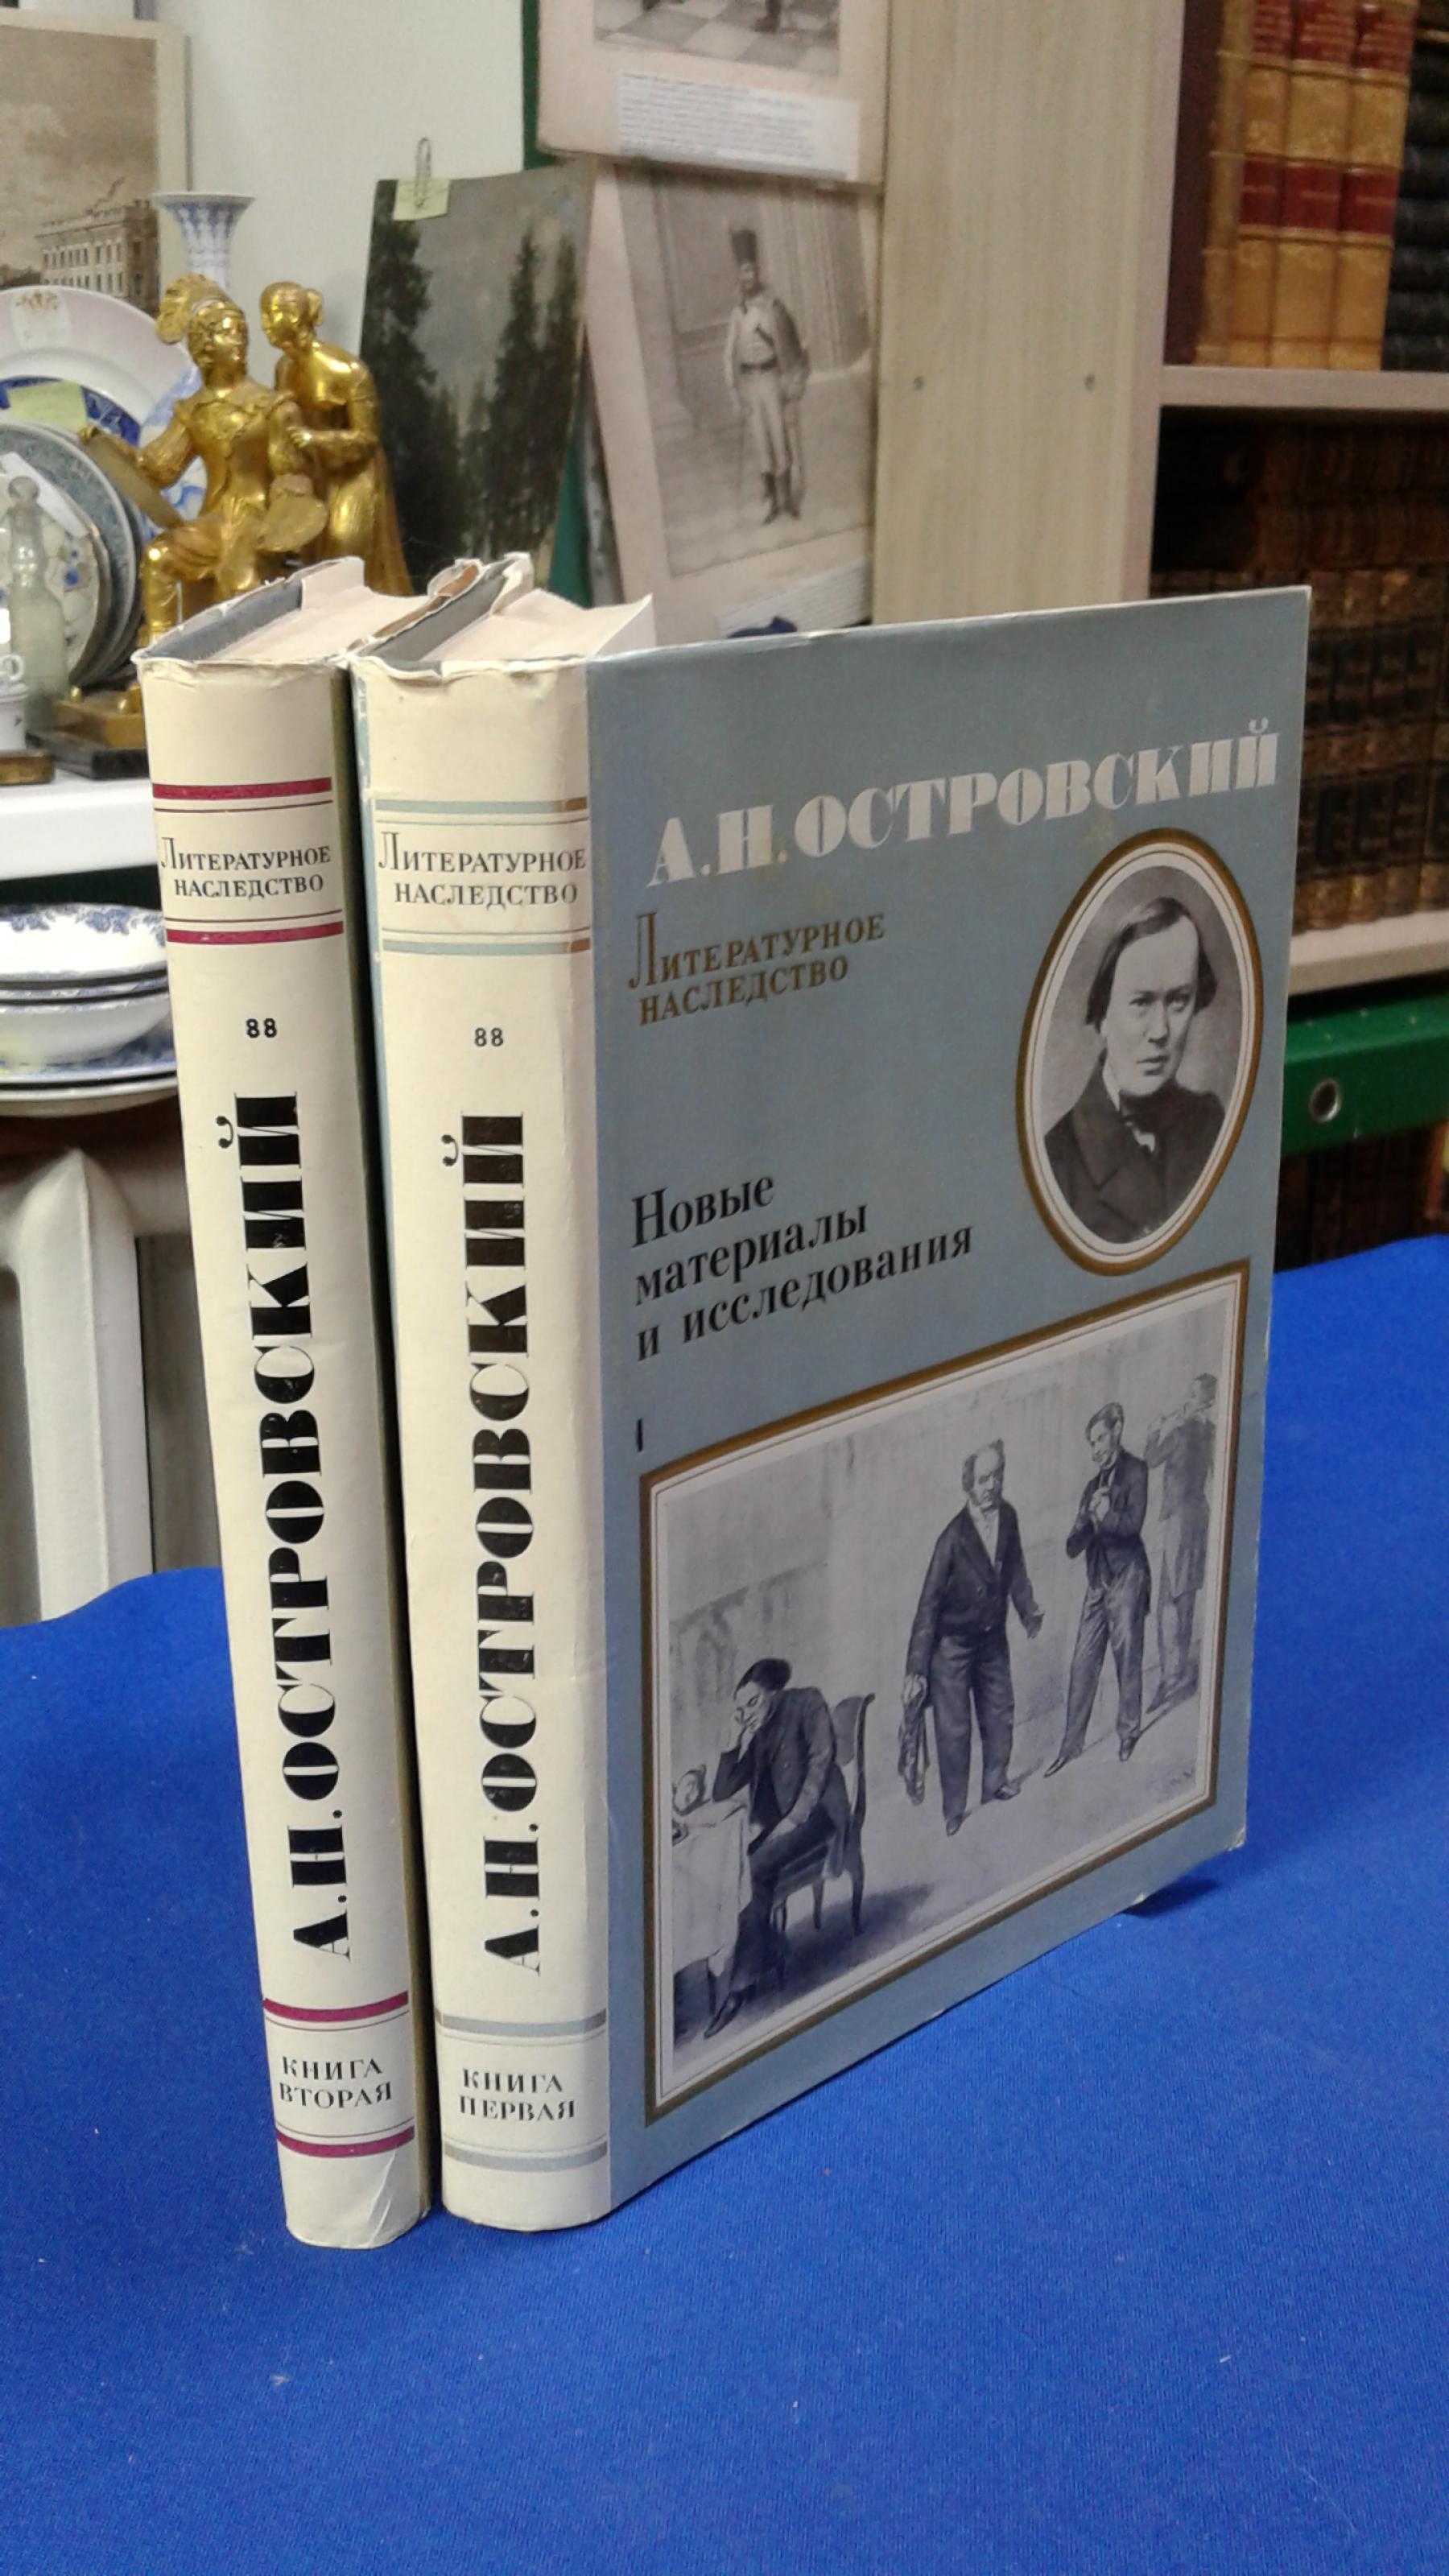 Литературное
наследство
88
А.Н.ОСТРОВСКИЙ
КНИГА
ВТОРАЯ
Литературное
наследство
88
А.Н.ОСТРОВСКИЙ
КНИГА
ПЕРВАЯ
А.Н.ОСТРОВСКИЙ
Литературное
наследство
Новые
материалы
и исследования
I